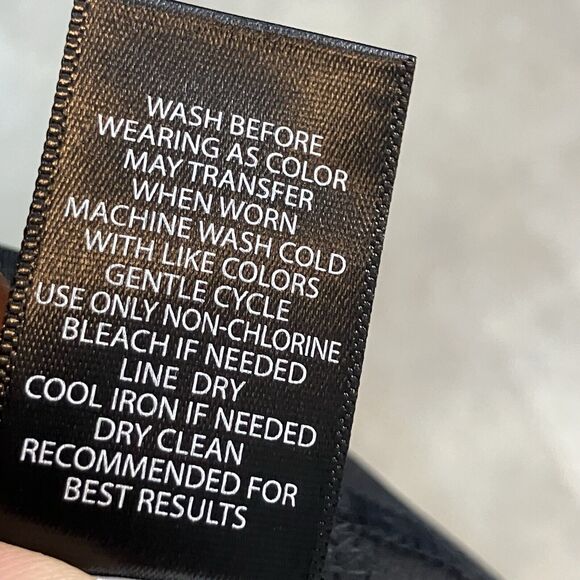 WASH BEFORE
WEARING AS COLOR
MAY TRANSFER
WHEN WORN
MACHINE WASH COLD
WITH LIKE COLORS
GENTLE CYCLE
USE ONLY NON-CHLORINE
BLEACH IF NEEDED
LINE DRY
COOL IRON IF NEEDED
DRY CLEAN
RECOMMENDED FOR
BEST RESULTS